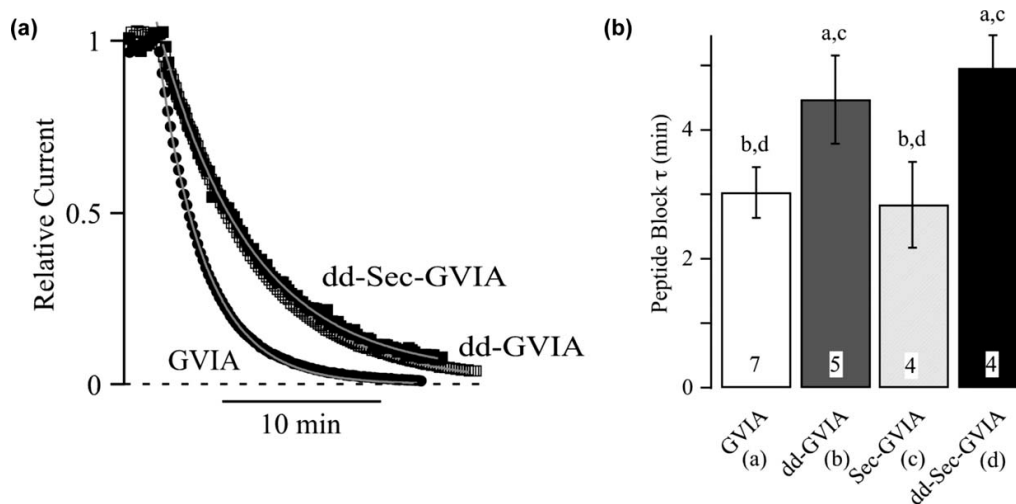 (a)
Relative Current
1
0.5
0
GVIA
dd-Sec-GVIA
dd-GVIA
10 min
(b)
Peptide Block τ (min)
4
2
0
b,d
a,c
b,d
a,c
7
5
4
4
GVIA
(a)
dd-GVIA
(b)
Sec-GVIA
(c)
dd-Sec-GVIA
(d)